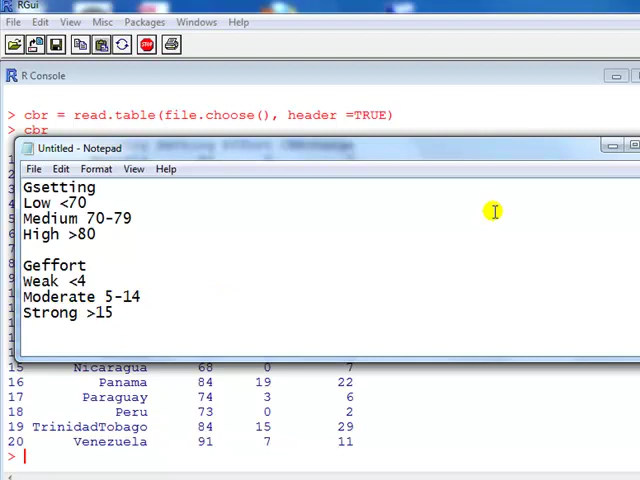 RGui
File Edit View Misc Packages Windows Help
STOP
R Console
> cbr = read.table(file.choose(), header =TRUE)
> cbr
Untitled - Notepad
File Edit Format View Help
Gsetting
Low <70
Medium 70-79
High >80
Geffort
Weak <4
Moderate 5-14
Strong >15
15 Nicaragua 68 0 7
16 Panama 84 19 22
17 Paraguay 74 3 6
18 Peru 73 0 2
19 TrinidadTobago 84 15 29
20 Venezuela 91 7 11
>